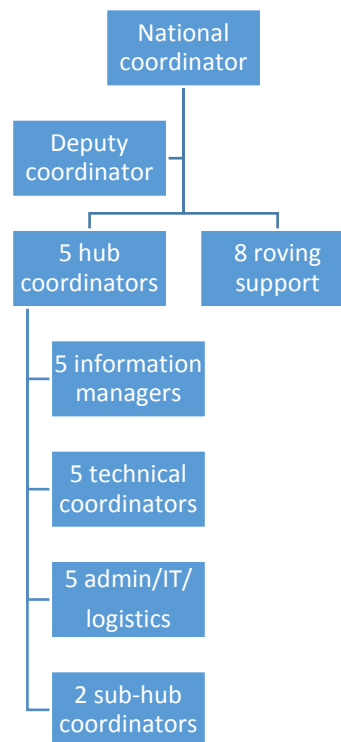 National
coordinator
Deputy
coordinator
5 hub
coordinators
8 roving
support
5 information
managers
5 technical
coordinators
5 admin/IT/
logistics
2 sub-hub
coordinators